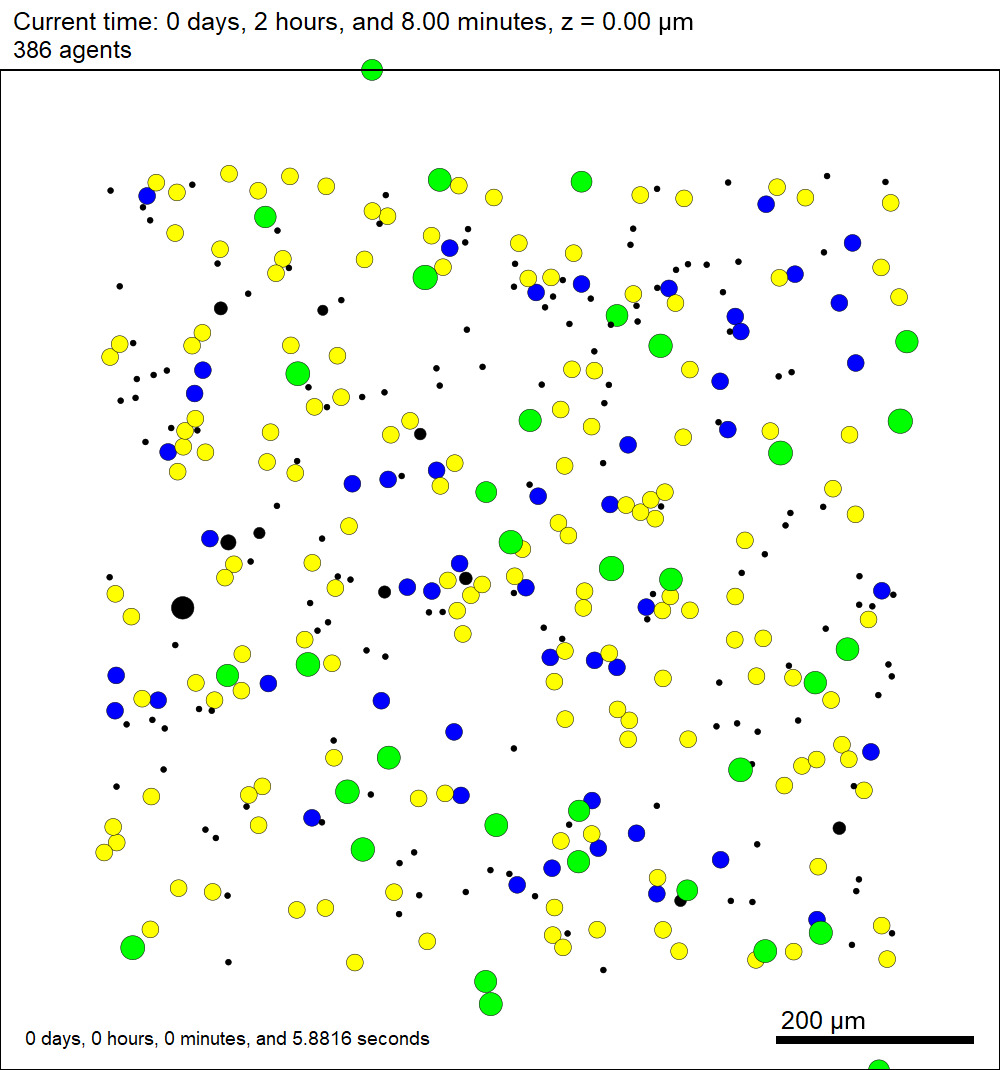 Current time: 0 days, 2 hours, and 8.00 minutes, z = 0.00 µm
386 agents
200 µm
0 days, 0 hours, 0 minutes, and 5.8816 seconds